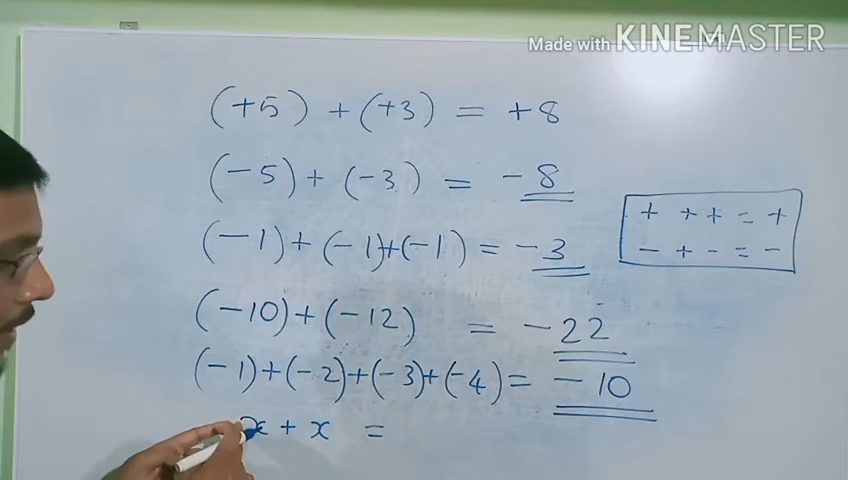 Made with KINEMASTER
(+5) + (+3) = +8
(-5) + (-3) = -8
(-1) + (-1)+(-1) = -3
+ + + = +
- + - = -
(-10) + (-12) = -22
(-1)+(-2)+(-3)+(-4) = -10
x + x =